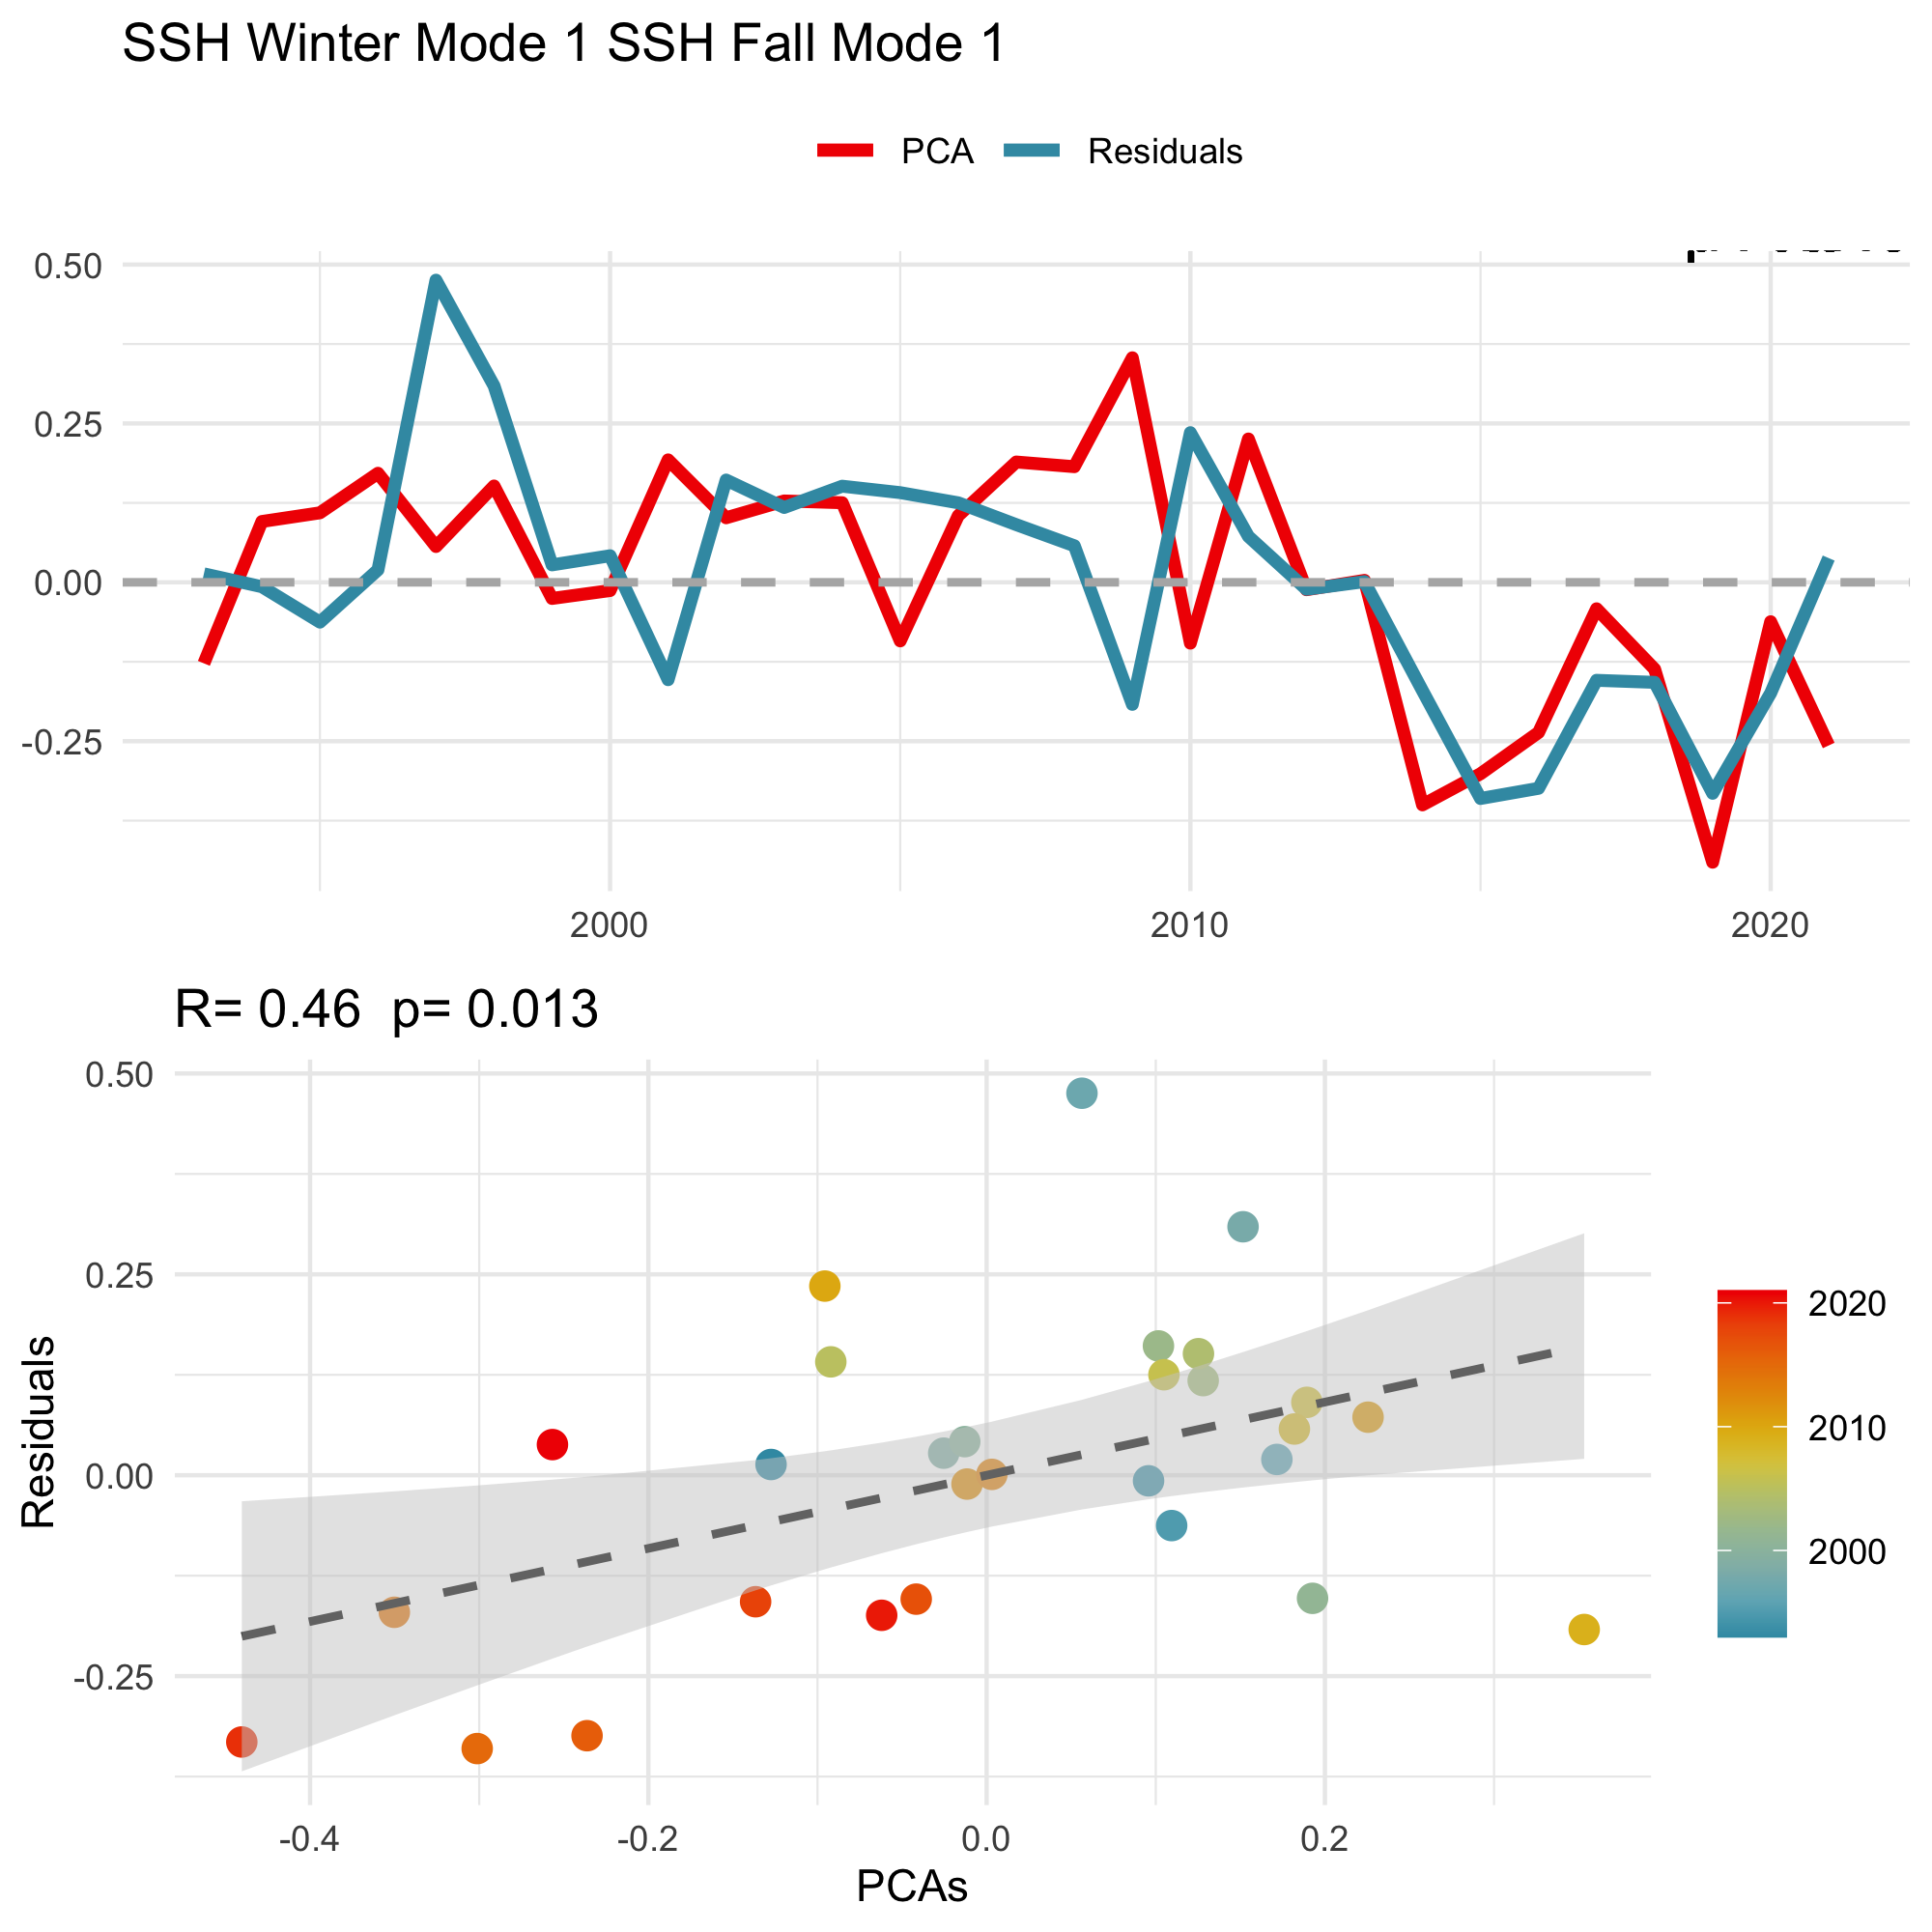 SSH Winter Mode 1 SSH Fall Mode 1
PCA Residuals
0.50
0.25
0.00
-0.25
2000 2010 2020
R= 0.46 p= 0.013
0.50
0.25
0.00
-0.25
Residuals
-0.4 -0.2 0.0 0.2
PCAs
2020
2010
2000